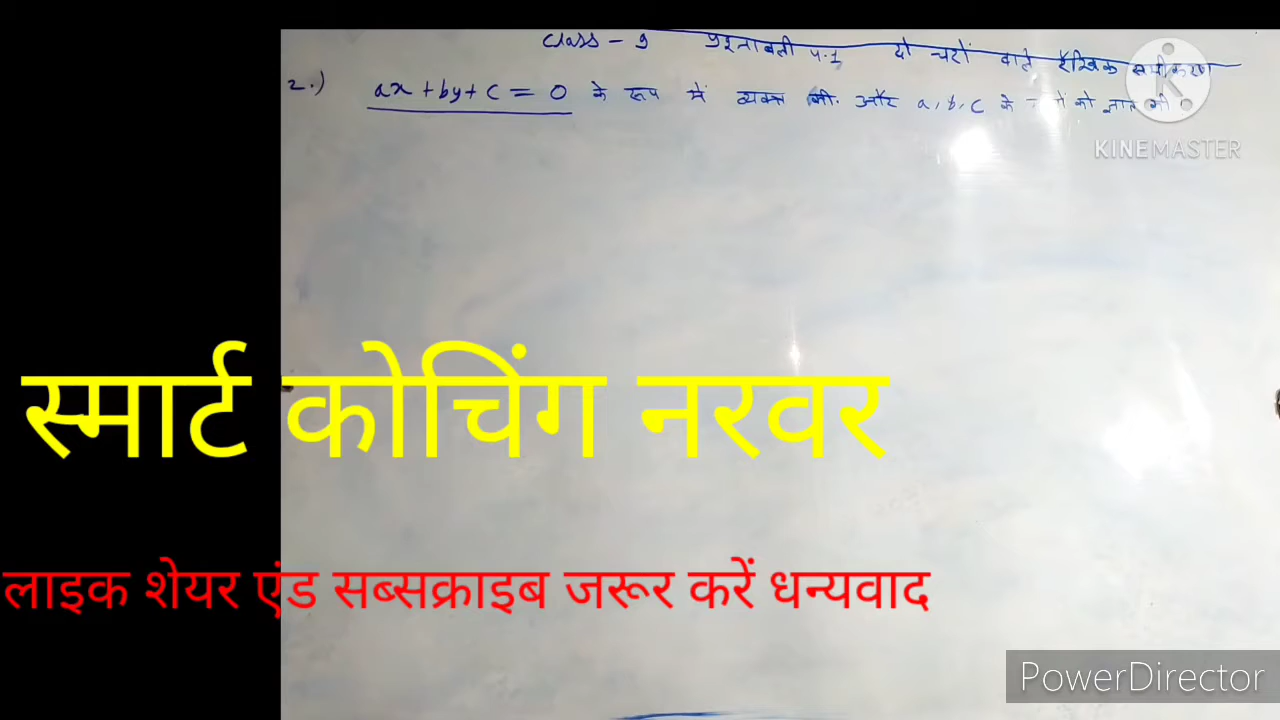 class - 9 प्रश्नावली 4.1 दो चरों वाले रैखिक समीकरण
2.) ax + by + c = 0 के रूप में व्यक्त की. और a, b, c के को ज्ञात
KINEMASTER
स्मार्ट कोचिंग नरवर
लाइक शेयर एंड सब्सक्राइब जरूर करें धन्यवाद
PowerDirector